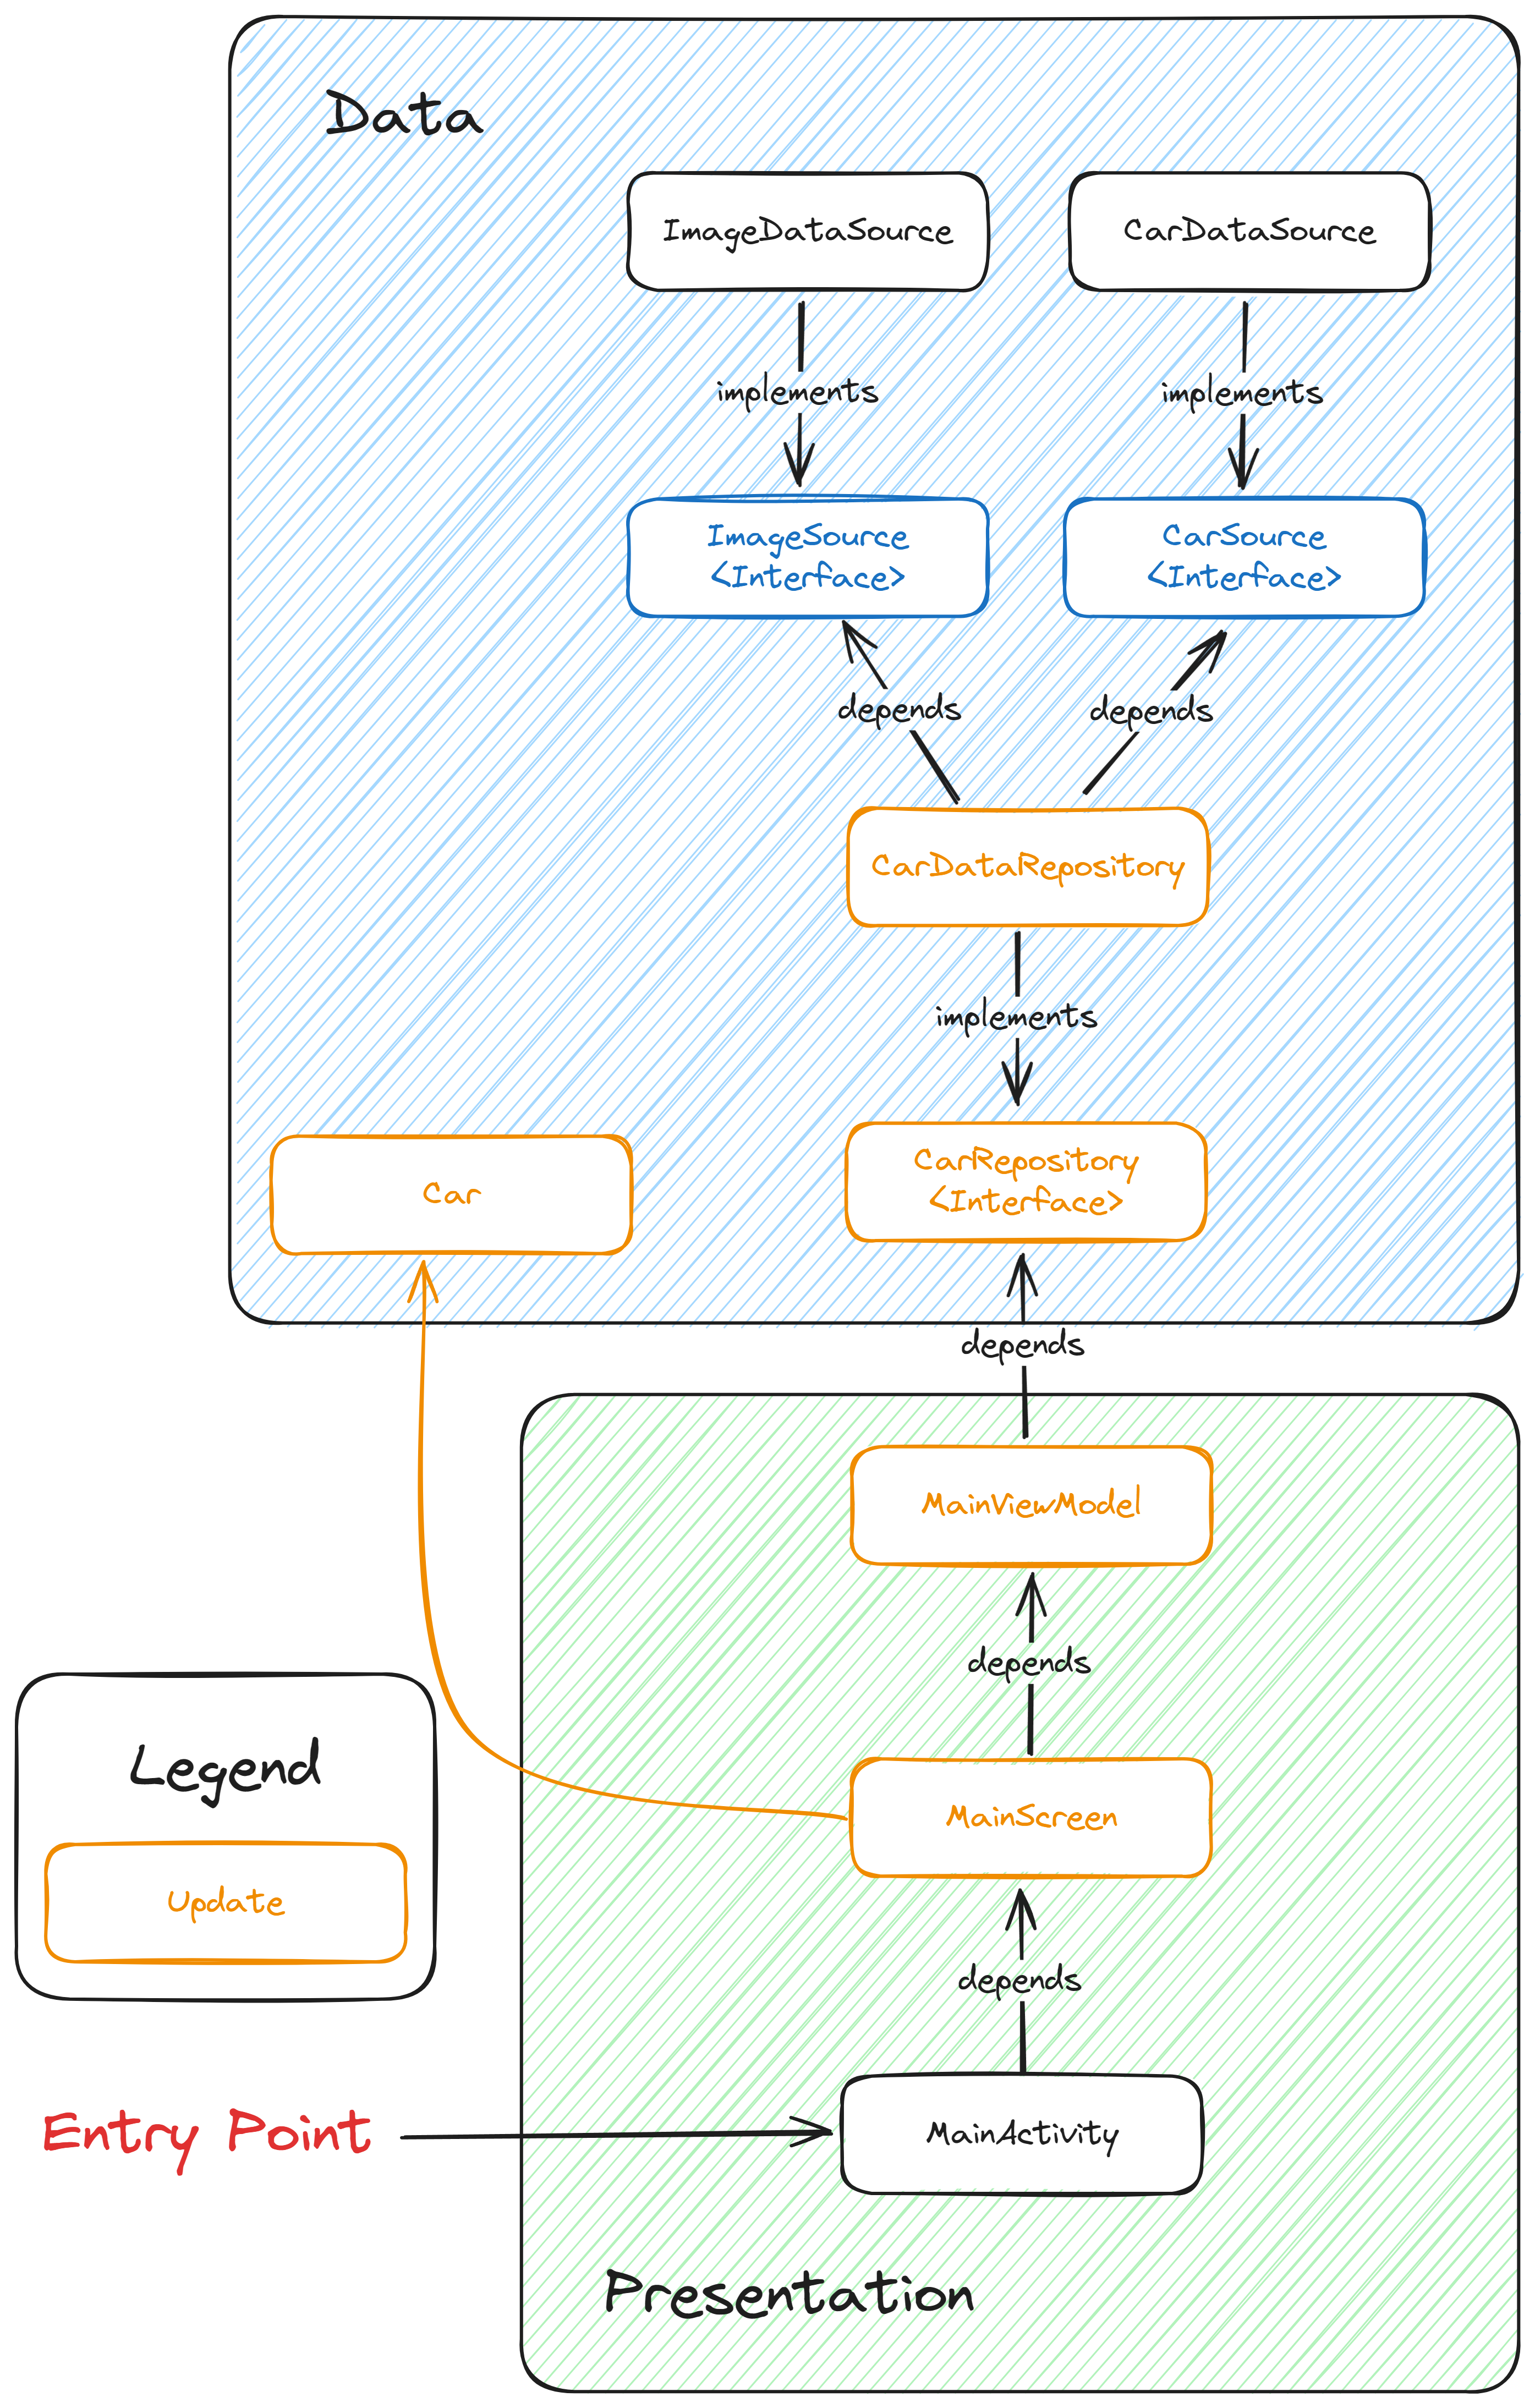 Data
ImageDataSource
CarDataSource
implements
implements
ImageSource
<Interface>
CarSource
<Interface>
depends
depends
CarDataRepository
implements
Car
CarRepository
<Interface>
depends
MainViewModel
depends
Legend
Update
MainScreen
depends
Entry Point
MainActivity
Presentation